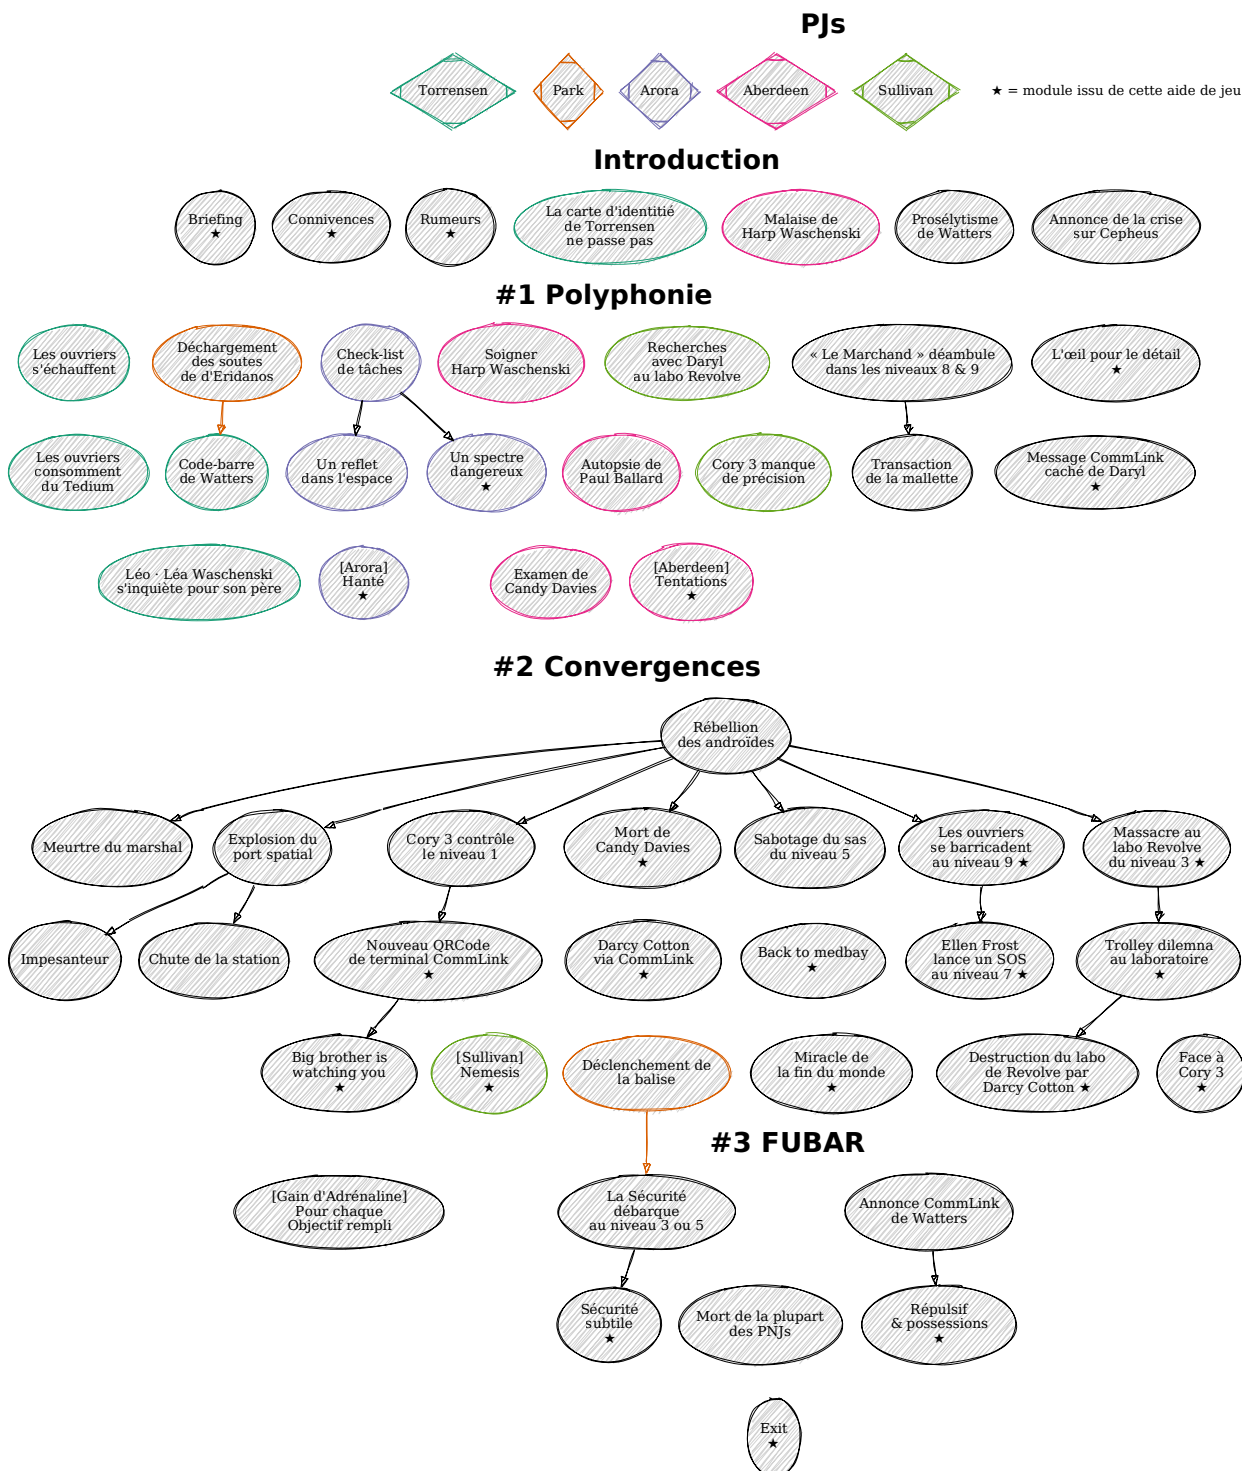 PJs
Torrensen
Park
Arora
Aberdeen
Sullivan
★ = module issu de cette aide de jeu
Introduction
Briefing
★
Connivences
★
Rumeurs
★
La carte d'identitié
de Torrensen
ne passe pas
Malaise de
Harp Waschenski
Prosélytisme
de Watters
Annonce de la crise
sur Cepheus
#1 Polyphonie
Les ouvriers
s'échauffent
Déchargement
des soutes
de d'Eridanos
Check-list
de tâches
Soigner
Harp Waschenski
Recherches
avec Daryl
au labo Revolve
« Le Marchand » déambule
dans les niveaux 8 & 9
L'œil pour le détail
★
Les ouvriers
consomment
du Tedium
Code-barre
de Watters
Un reflet
dans l'espace
Un spectre
dangereux
★
Autopsie de
Paul Ballard
Cory 3 manque
de précision
Transaction
de la mallette
Message CommLink
caché de Daryl
★
Léo · Léa Waschenski
s'inquiète pour son père
[Arora]
Hanté
★
Examen de
Candy Davies
[Aberdeen]
Tentations
★
#2 Convergences
Rébellion
des androïdes
Meurtre du marshal
Explosion du
port spatial
Cory 3 contrôle
le niveau 1
Mort de
Candy Davies
★
Sabotage du sas
du niveau 5
Les ouvriers
se barricadent
au niveau 9 ★
Massacre au
labo Revolve
du niveau 3 ★
Impesanteur
Chute de la station
Nouveau QRCode
de terminal CommLink
★
Darcy Cotton
via CommLink
★
Back to medbay
★
Ellen Frost
lance un SOS
au niveau 7 ★
Trolley dilemna
au laboratoire
★
Big brother is
watching you
★
[Sullivan]
Nemesis
★
Déclenchement de
la balise
Miracle de
la fin du monde
★
Destruction du labo
de Revolve par
Darcy Cotton ★
Face à
Cory 3
★
#3 FUBAR
[Gain d'Adrénaline]
Pour chaque
Objectif rempli
La Sécurité
débarque
au niveau 3 ou 5
Annonce CommLink
de Watters
Sécurité
subtile
★
Mort de la plupart
des PNJs
Répulsif
& possessions
★
Exit
★